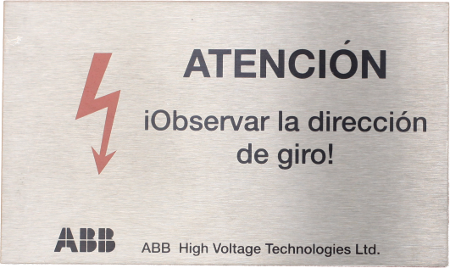 ATENCIÓN
¡Observar la dirección
de giro!
ABB ABB High Voltage Technologies Ltd.